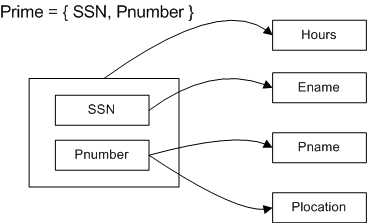 Prime = { SSN, Pnumber }
Hours
SSN
Ename
Pnumber
Pname
Plocation